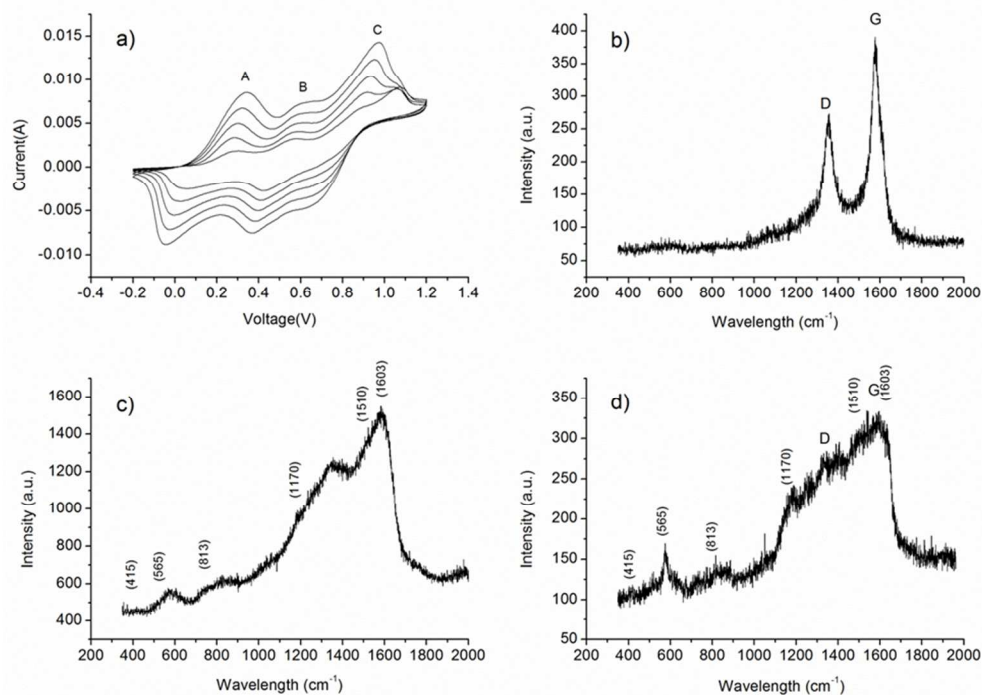 a)
A
B
C
0.015
0.010
0.005
0.000
-0.005
-0.010
Current(A)
-0.4 -0.2 0.0 0.2 0.4 0.6 0.8 1.0 1.2 1.4
Voltage(V)
b)
D
G
400
350
300
250
200
150
100
50
Intensity (a.u.)
200 400 600 800 1000 1200 1400 1600 1800 2000
Wavelength (cm-1)
c)
(415)
(565)
(813)
(1170)
(1510)
(1603)
1600
1400
1200
1000
800
600
400
Intensity (a.u.)
200 400 600 800 1000 1200 1400 1600 1800 2000
Wavelength (cm-1)
d)
(415)
(565)
(813)
(1170)
D
(1510)
G
(1603)
350
300
250
200
150
100
50
Intensity (a.u.)
200 400 600 800 1000 1200 1400 1600 1800 2000
Wavelength (cm-1)